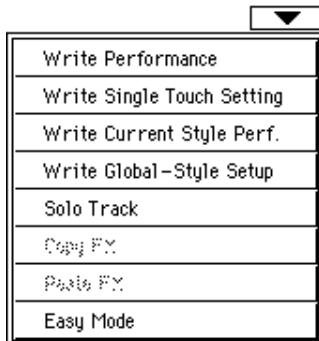 Write Performance
Write Single Touch Setting
Write Current Style Perf.
Write Global-Style Setup
Solo Track
Copy FX
Paste FX
Easy Mode